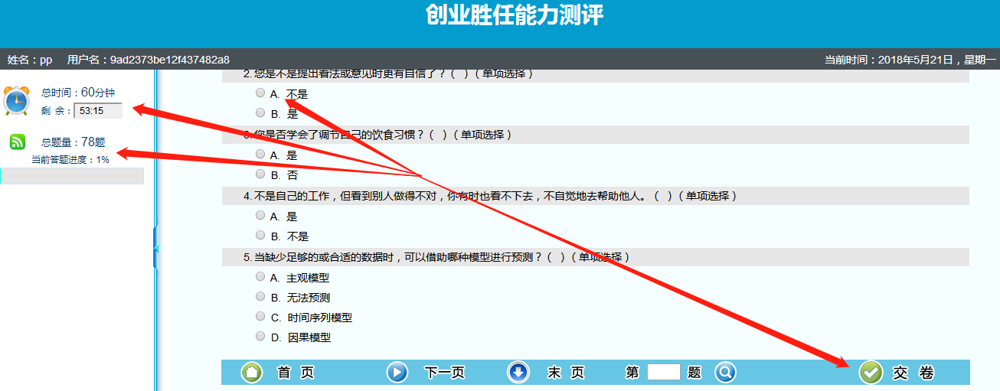 创业胜任能力测评
姓名：pp 用户名：9ad2373be12f437482a8 当前时间：2018年5月21日，星期一
总时间：60分钟
剩 余：53:15
总题量：78题
当前答题进度：1%
2. 您是不是提出看法或意见时更有自信了？（ ）（单项选择）
A. 不是
B. 是
3. 您是否学会了调节自己的饮食习惯？（ ）（单项选择）
A. 是
B. 否
4. 不是自己的工作，但看到别人做得不对，你有时也看不下去，不自觉地去帮助他人。（ ）（单项选择）
A. 是
B. 不是
5. 当缺少足够的或合适的数据时，可以借助哪种模型进行预测？（ ）（单项选择）
A. 主观模型
B. 无法预测
C. 时间序列模型
D. 因果模型
首 页 下一页 末 页 第 题 交 卷